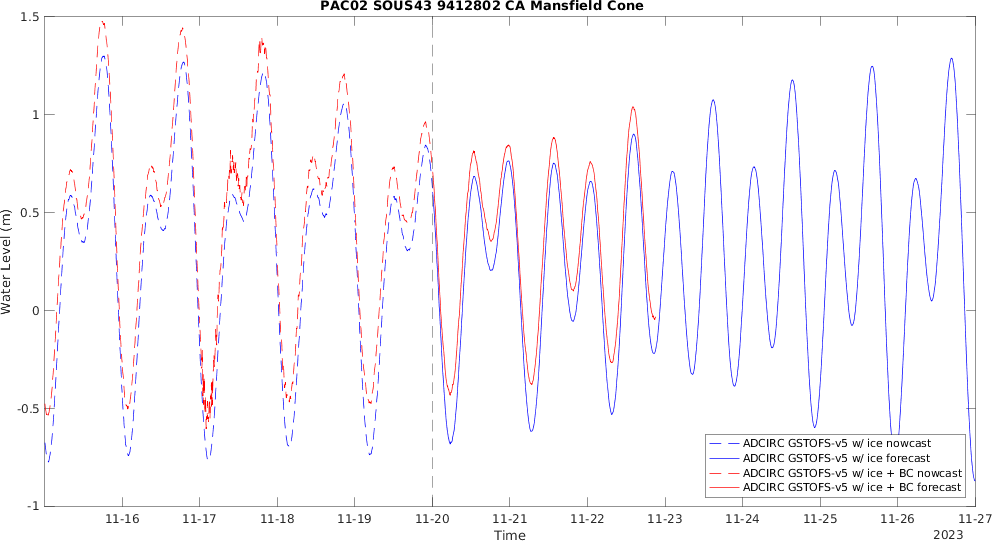 PAC02 SOUS43 9412802 CA Mansfield Cone
1.5
1
0.5
0
-0.5
-1
Water Level (m)
11-16
11-17
11-18
11-19
11-20
11-21
11-22
11-23
11-24
11-25
11-26
11-27
Time
2023
ADCIRC GSTOFS-v5 w/ ice nowcast
ADCIRC GSTOFS-v5 w/ ice forecast
ADCIRC GSTOFS-v5 w/ ice + BC nowcast
ADCIRC GSTOFS-v5 w/ ice + BC forecast